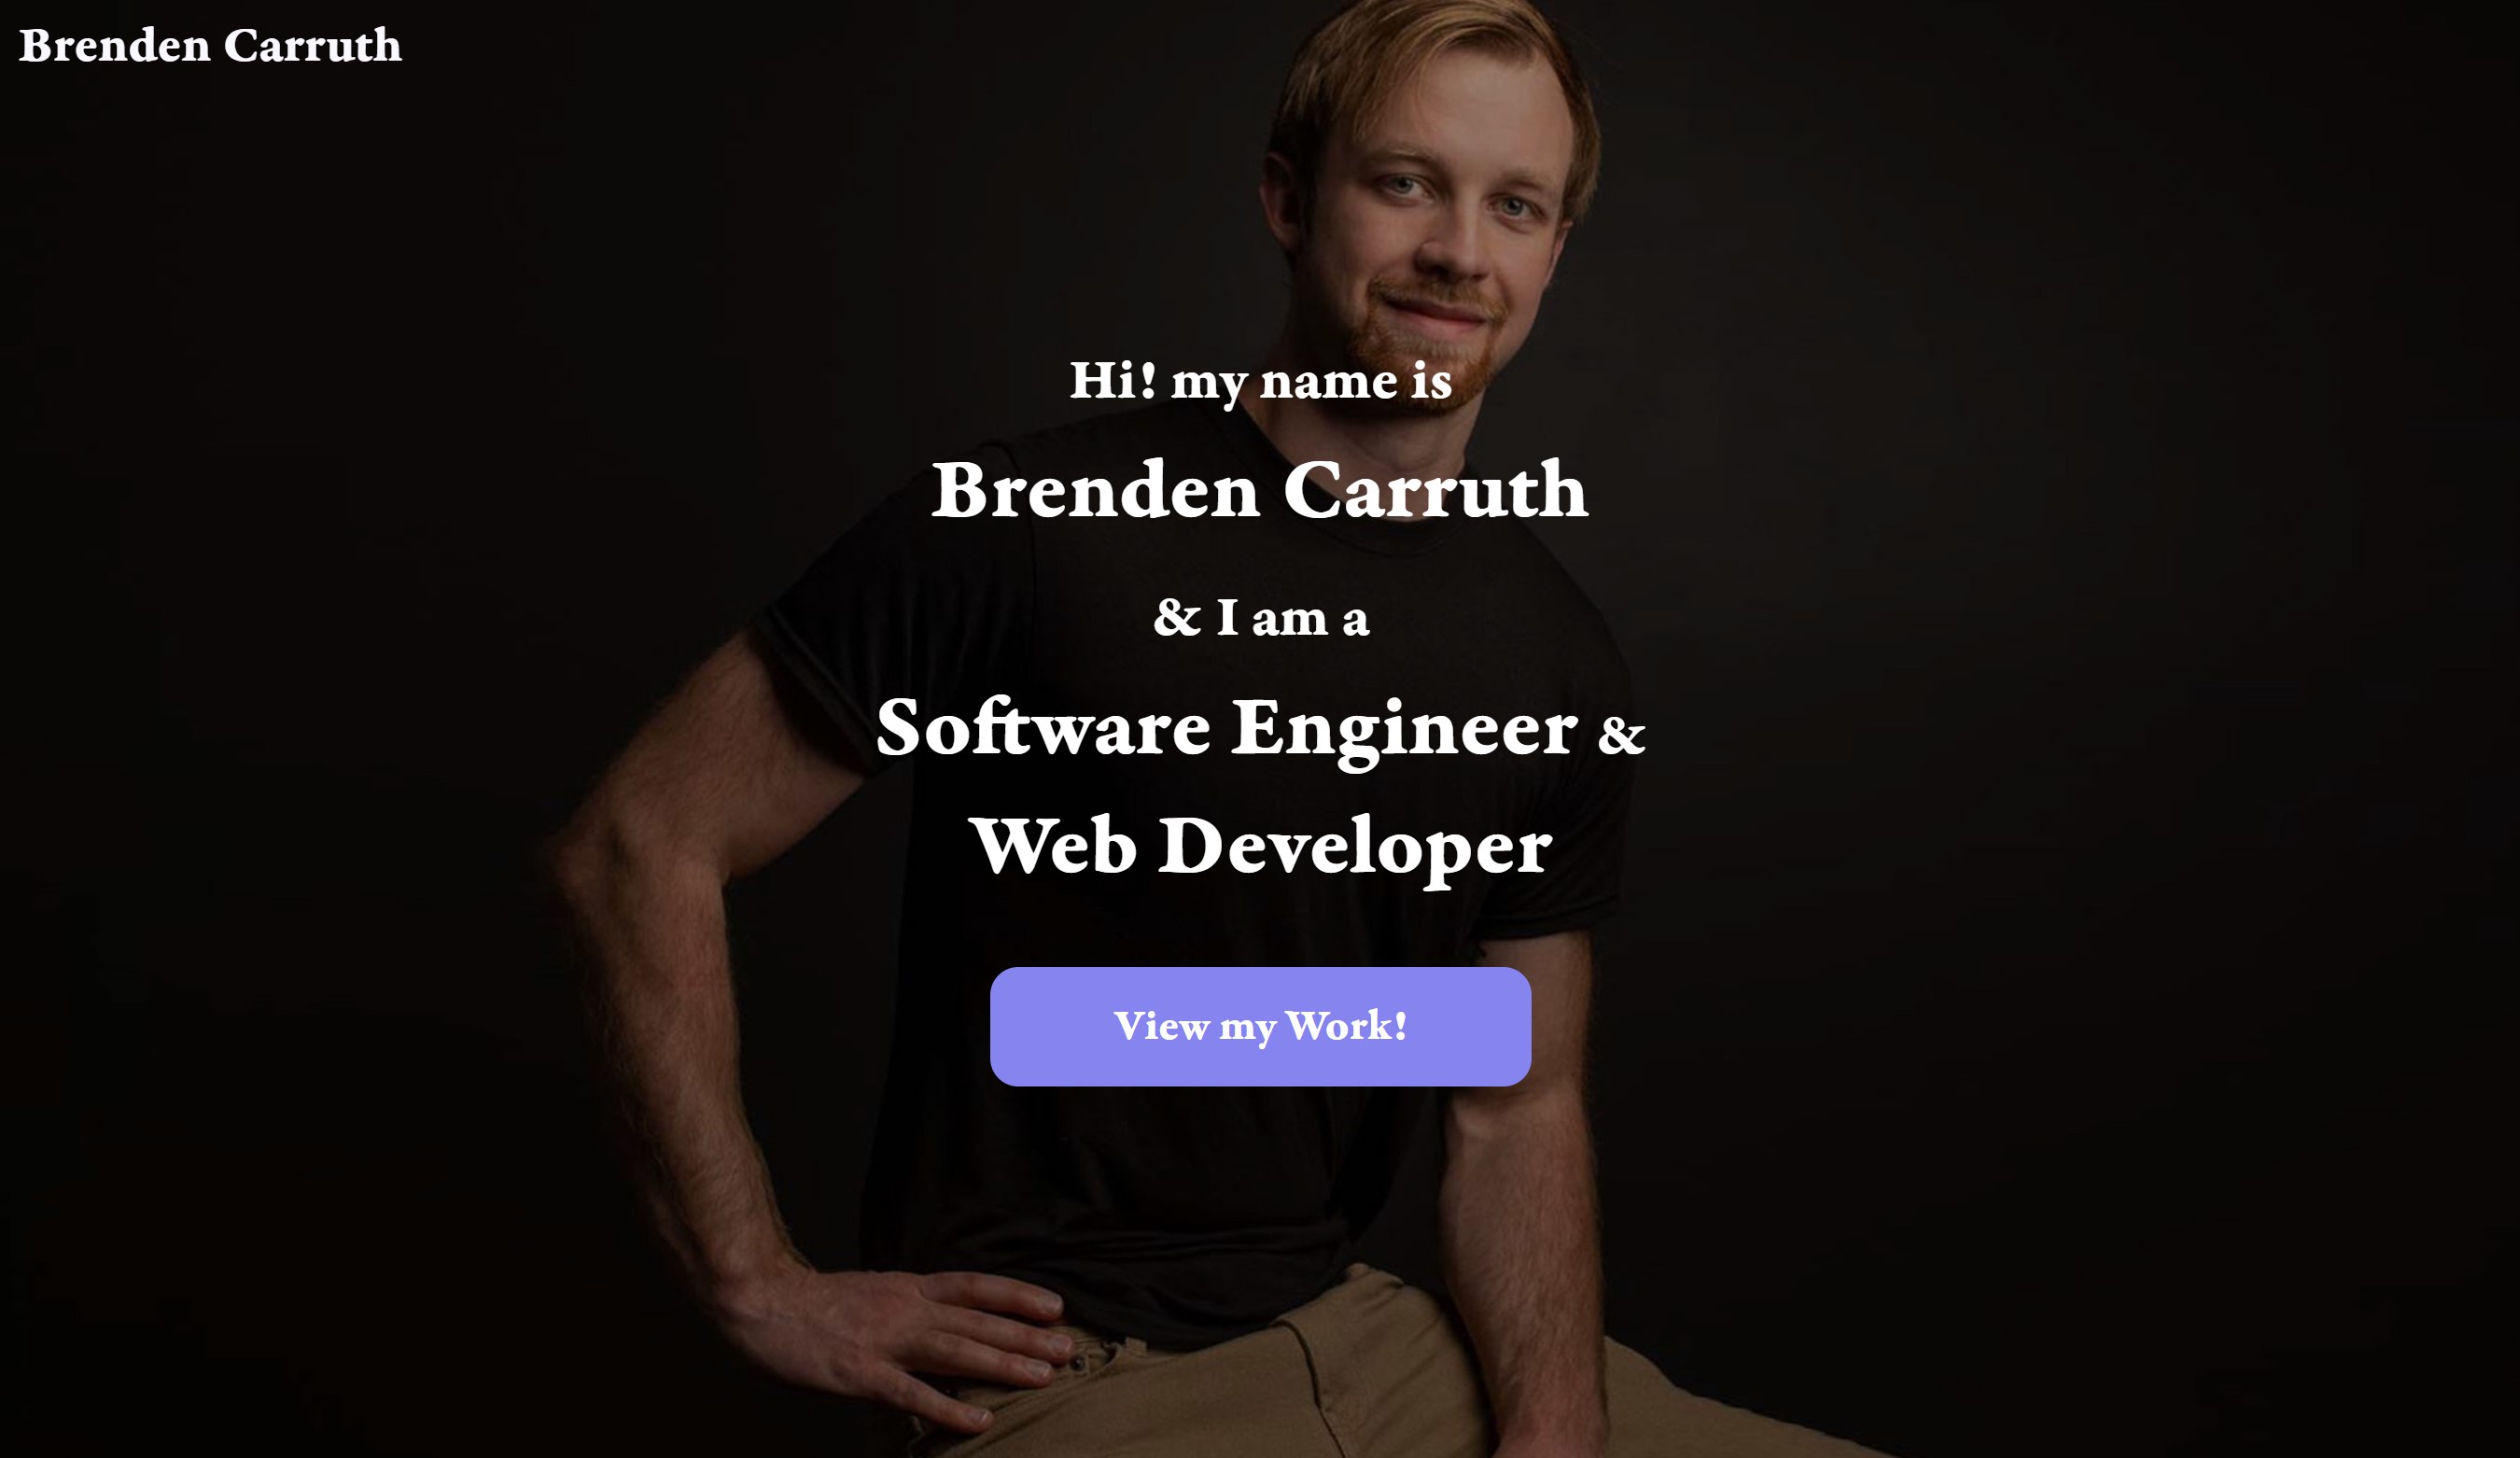 Brenden Carruth
Hi! my name is
Brenden Carruth
& I am a
Software Engineer &
Web Developer
View my Work!